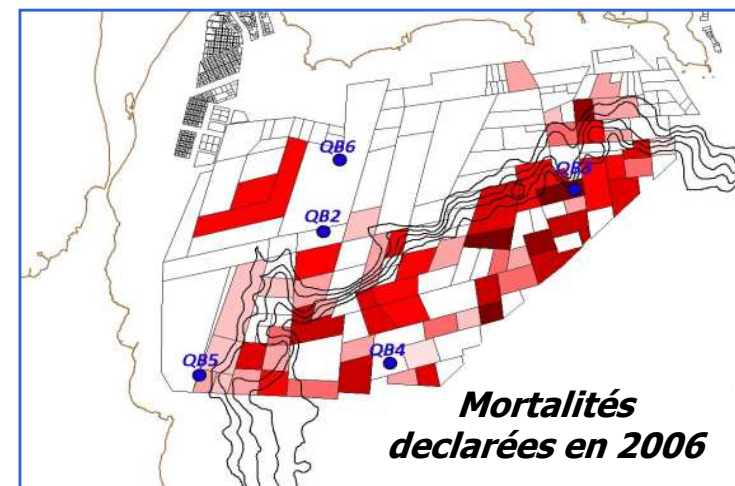 QB6
QB3
QB2
QB5
QB4
Mortalités
declarées en 2006